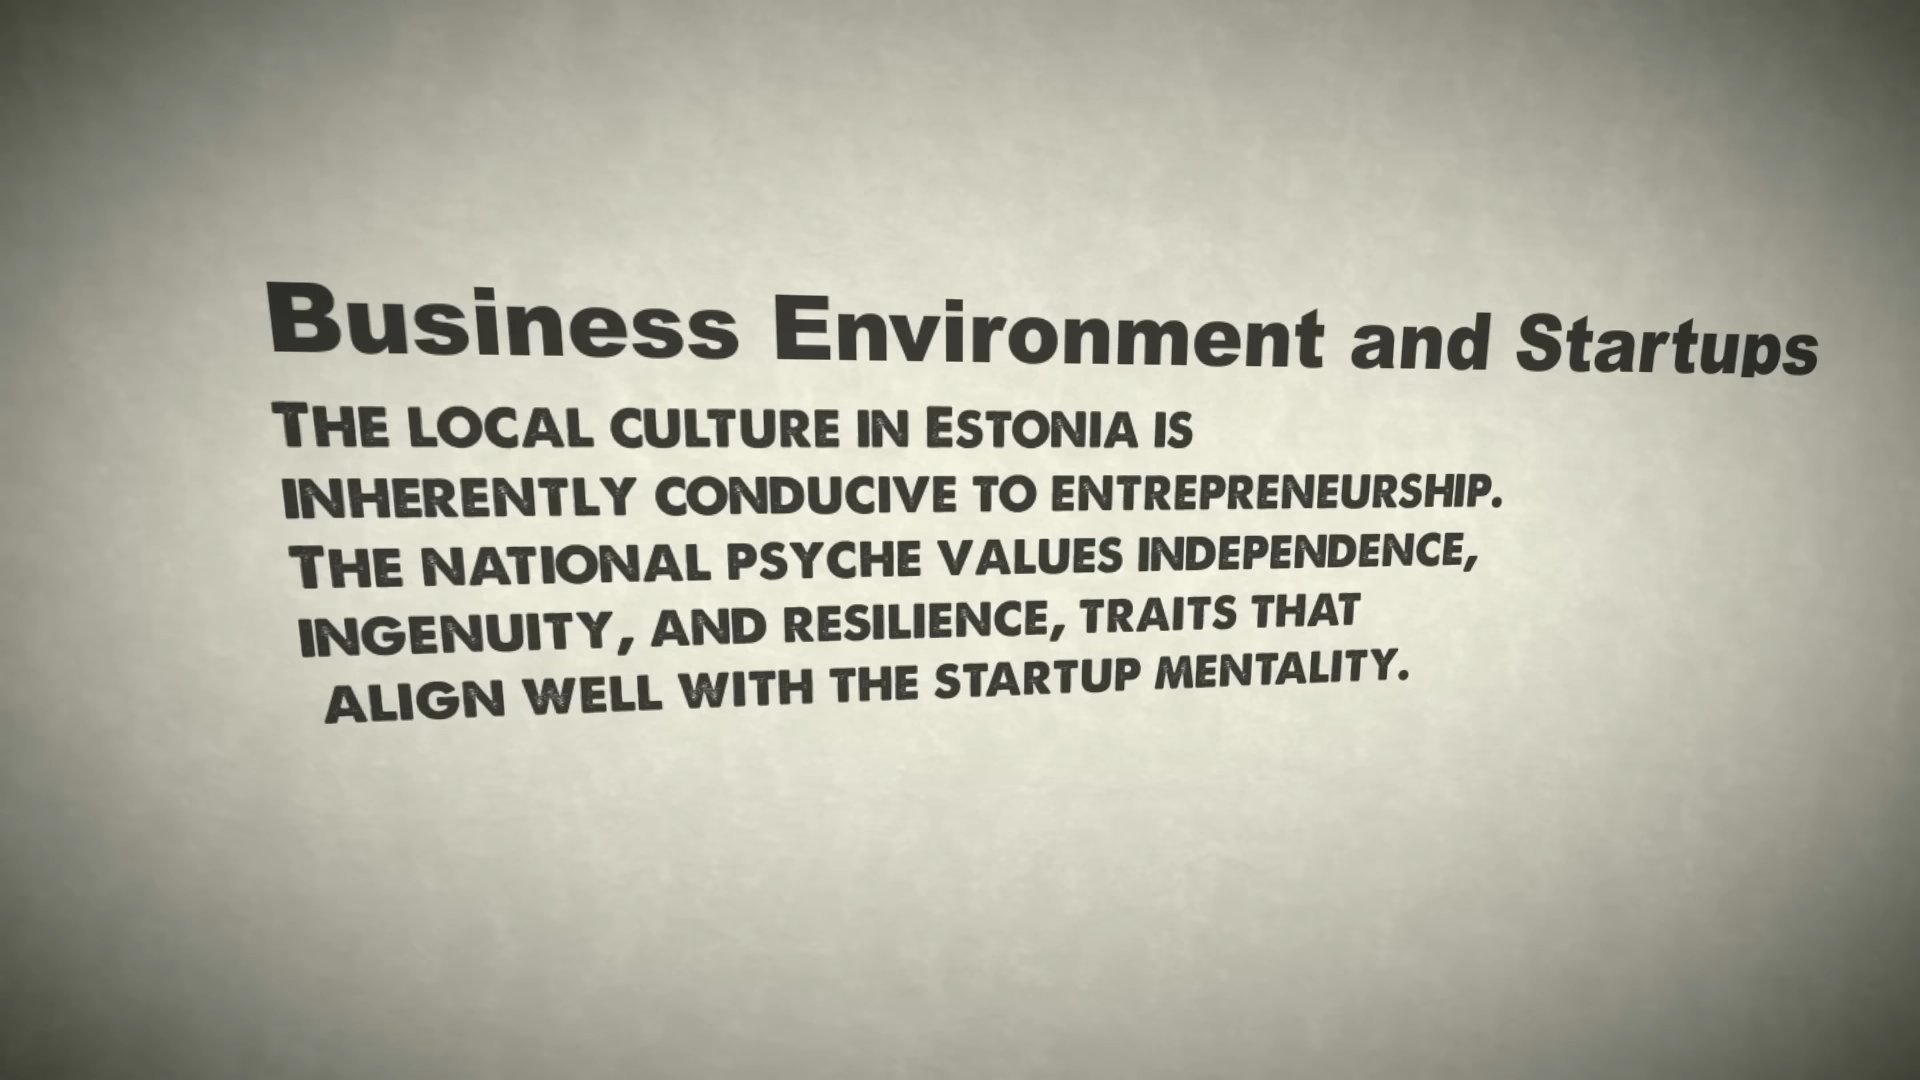 Business Environment and Startups
The local culture in Estonia is
inherently conducive to entrepreneurship.
The national psyche values independence,
ingenuity, and resilience, traits that
align well with the startup mentality.